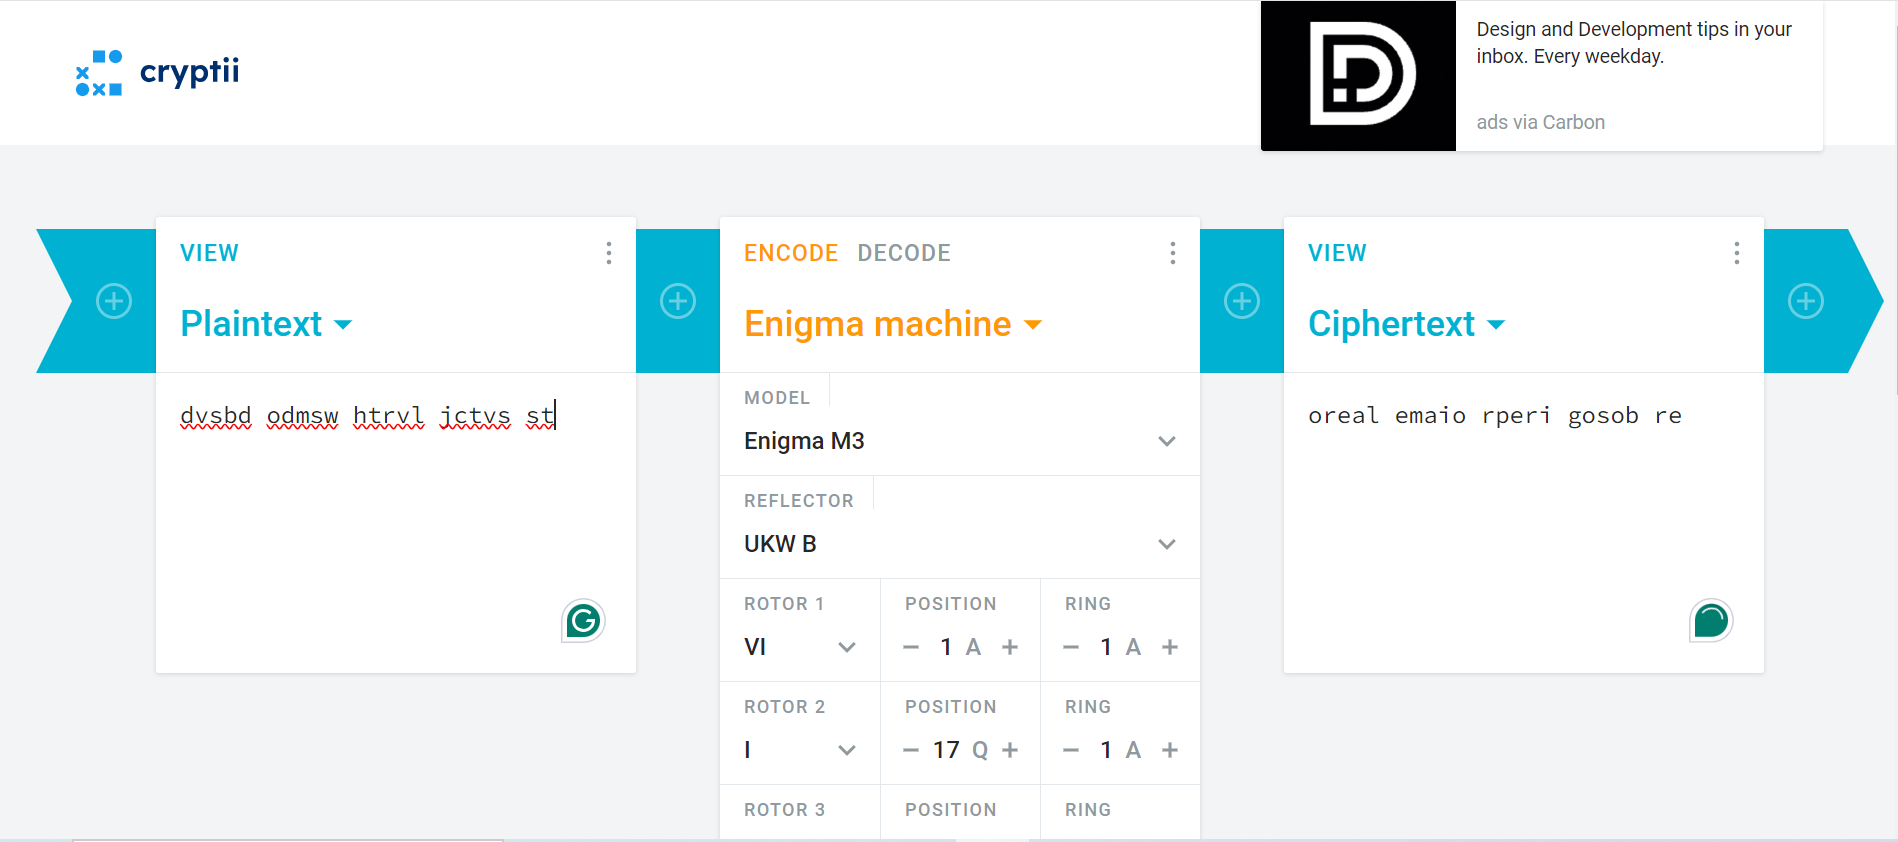 cryptii
Design and Development tips in your
inbox. Every weekday.
ads via Carbon
VIEW
Plaintext
dvsbd odmsw htrvl jctvs st
ENCODE DECODE
Enigma machine
MODEL
Enigma M3
REFLECTOR
UKW B
ROTOR 1 POSITION RING
VI − 1 A + − 1 A +
ROTOR 2 POSITION RING
I − 17 Q + − 1 A +
ROTOR 3 POSITION RING
VIEW
Ciphertext
oreal emaio rperi gosob re